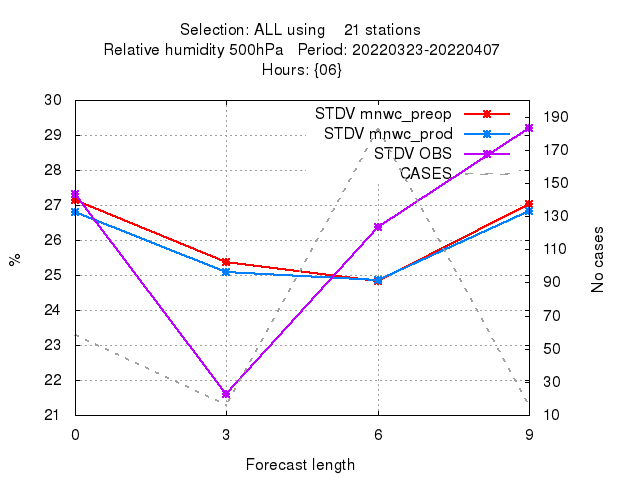 Selection: ALL using    21 stations
Relative humidity 500hPa   Period: 20220323-20220407
Hours: {06}
30
29
28
27
26
25
24
23
22
21
%
STDV mnwc_preop
STDV mnwc_prod
STDV OBS
CASES
190
170
150
130
110
90
70
50
30
10
No cases
0 3 6 9
Forecast length